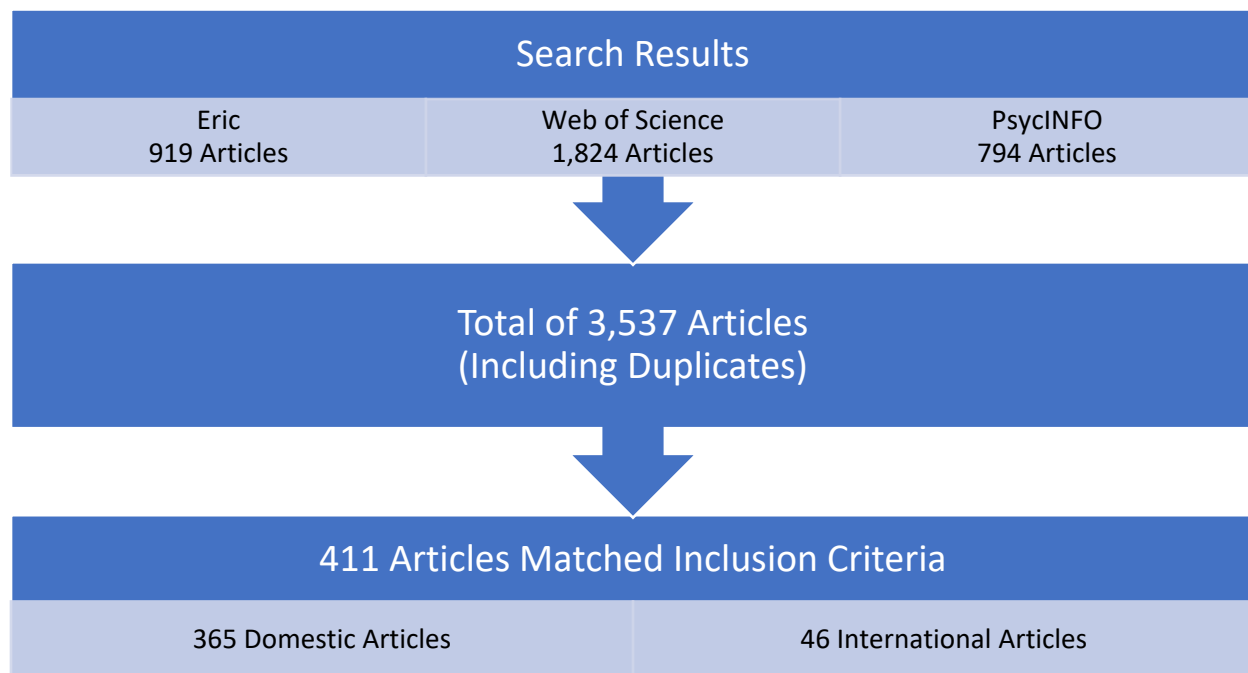 Search Results
Eric
919 Articles
Web of Science
1,824 Articles
PsycINFO
794 Articles
Total of 3,537 Articles
(Including Duplicates)
411 Articles Matched Inclusion Criteria
365 Domestic Articles
46 International Articles